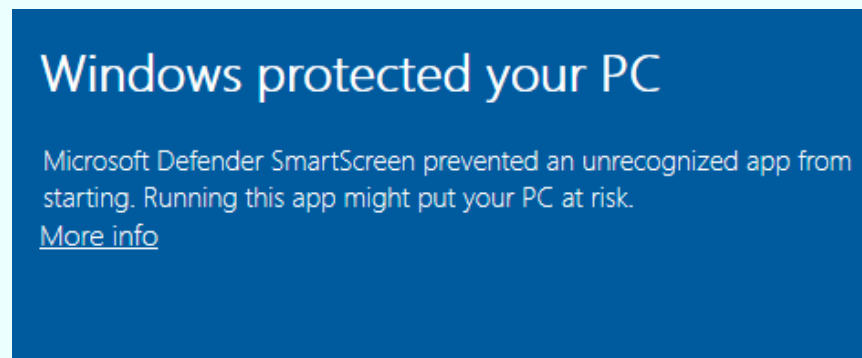 Windows protected your PC
Microsoft Defender SmartScreen prevented an unrecognized app from
starting. Running this app might put your PC at risk.
More info